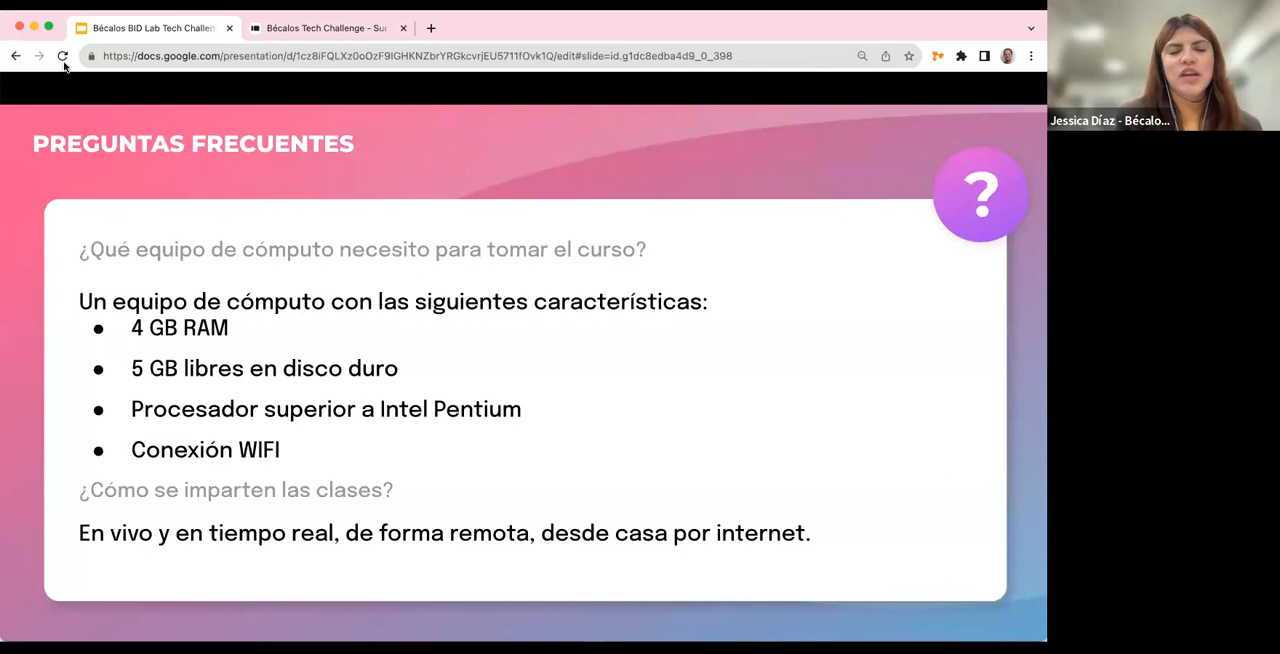 Bécalos BID Lab Tech Challen
Bécalos Tech Challenge - Sur
https://docs.google.com/presentation/d/1cz8iFQLXz0oOzF9IGHKNZbrYRGkcvrjEU5711fOvk1Q/edit#slide=id.g1dc8edba4d9_0_398
Jessica Díaz - Bécalo...
PREGUNTAS FRECUENTES
?
¿Qué equipo de cómputo necesito para tomar el curso?
Un equipo de cómputo con las siguientes características:
● 4 GB RAM
● 5 GB libres en disco duro
● Procesador superior a Intel Pentium
● Conexión WIFI
¿Cómo se imparten las clases?
En vivo y en tiempo real, de forma remota, desde casa por internet.